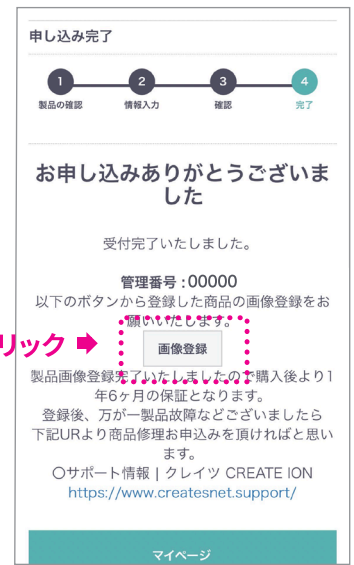 申し込み完了
1 2 3 4
製品の確認 情報入力 確認 完了
お申し込みありがとうございま
した
受付完了いたしました。
管理番号 : 00000
以下のボタンから登録した商品の画像登録をお
願いいたします。
リック ➡
画像登録
製品画像登録完了いたしましたので購入後より1
年6ヶ月の保証となります。
登録後、万が一製品故障などございましたら
下記URより商品修理お申込みを頂ければと思い
ます。
〇サポート情報 | クレイツ CREATE ION
https://www.createsnet.support/
マイページ